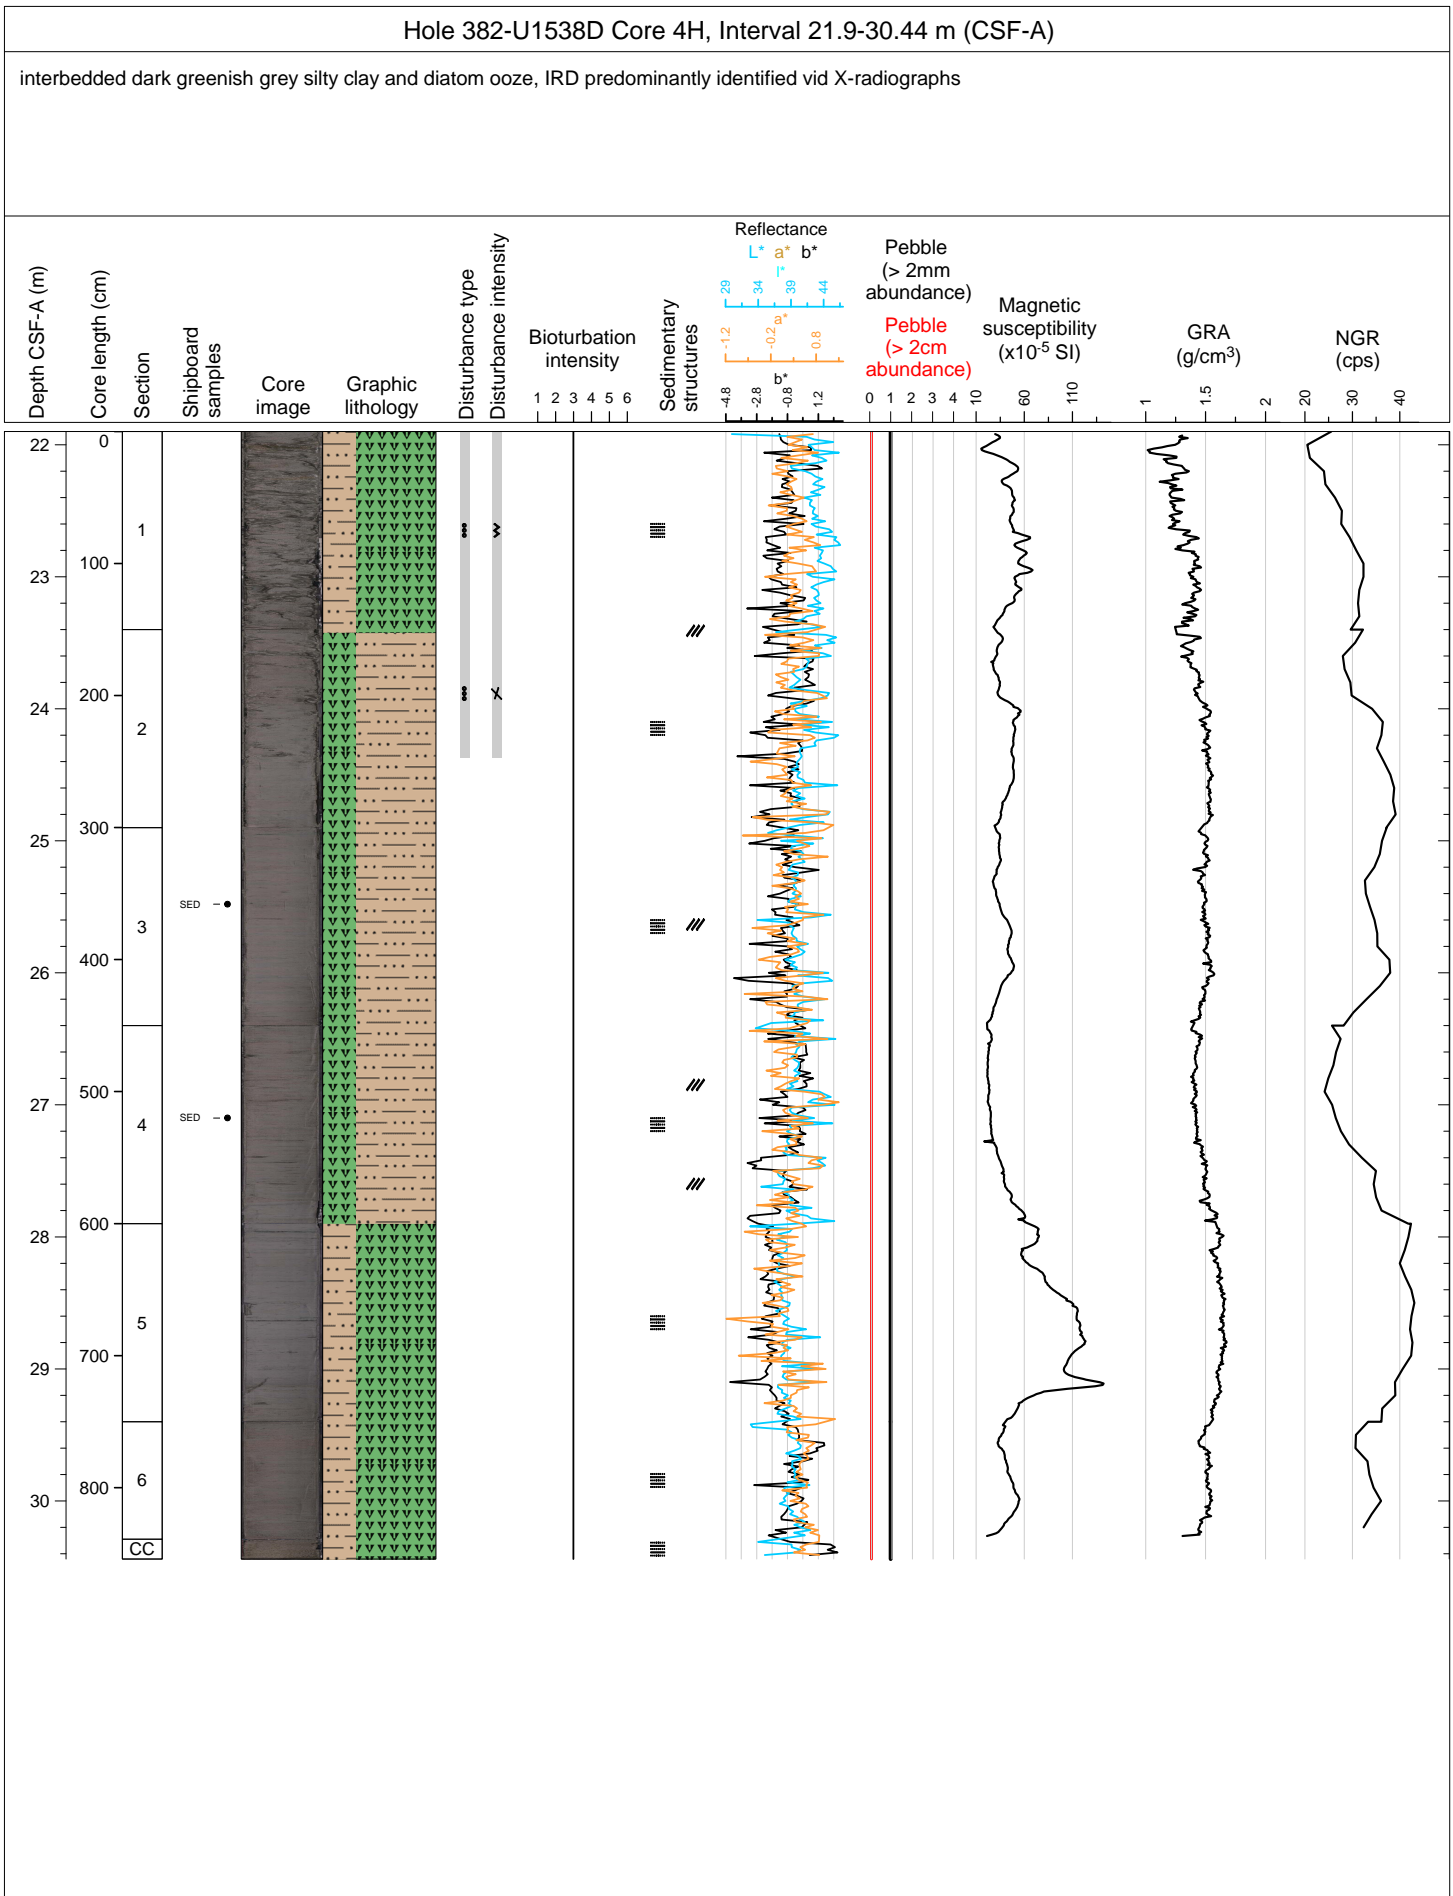 Hole 382-U1538D Core 4H, Interval 21.9-30.44 m (CSF-A)
interbedded dark greenish grey silty clay and diatom ooze, IRD predominantly identified vid X-radiographs
Depth CSF-A (m)
Core length (cm)
Section
Shipboard
samples
Core
image
Graphic
lithology
Disturbance type
Disturbance intensity
Bioturbation
intensity
1 2 3 4 5 6
Sedimentary
structures
Reflectance
L* a* b*
l*
29 34 39 44
a*
-1.2 -0.2 0.8
b*
-4.8 -2.8 -0.8 1.2
Pebble
(> 2mm
abundance)
Pebble
(> 2cm
abundance)
0 1 2 3 4
Magnetic
susceptibility
(x10-5 SI)
10 60 110
GRA
(g/cm3)
1 1.5 2
NGR
(cps)
20 30 40
22
23
24
25
26
27
28
29
30
0
100
200
300
400
500
600
700
800
1
2
3
4
5
6
CC
SED
SED